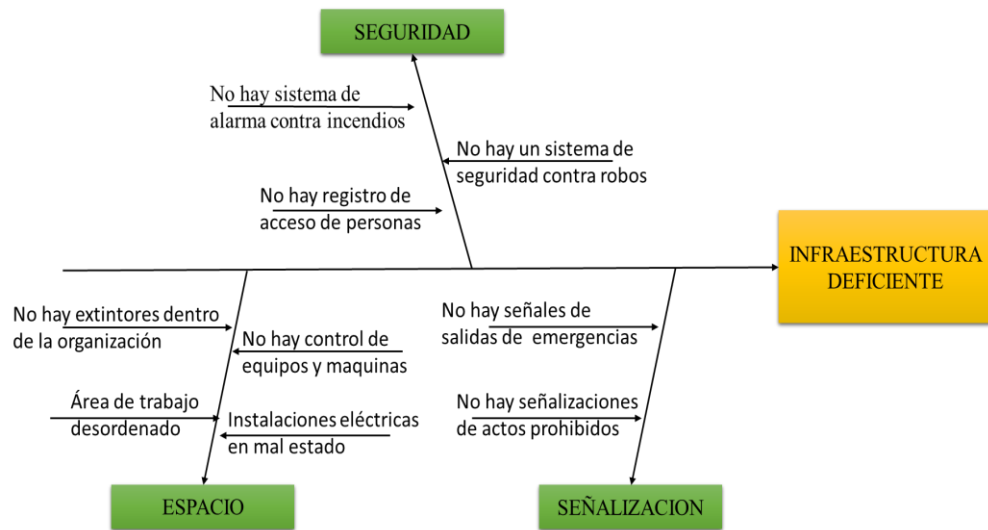 SEGURIDAD
No hay sistema de
alarma contra incendios
No hay un sistema de
seguridad contra robos
No hay registro de
acceso de personas
INFRAESTRUCTURA
DEFICIENTE
No hay extintores dentro
de la organización
No hay control de
equipos y maquinas
Área de trabajo
desordenado
Instalaciones eléctricas
en mal estado
No hay señales de
salidas de emergencias
No hay señalizaciones
de actos prohibidos
ESPACIO
SEÑALIZACION